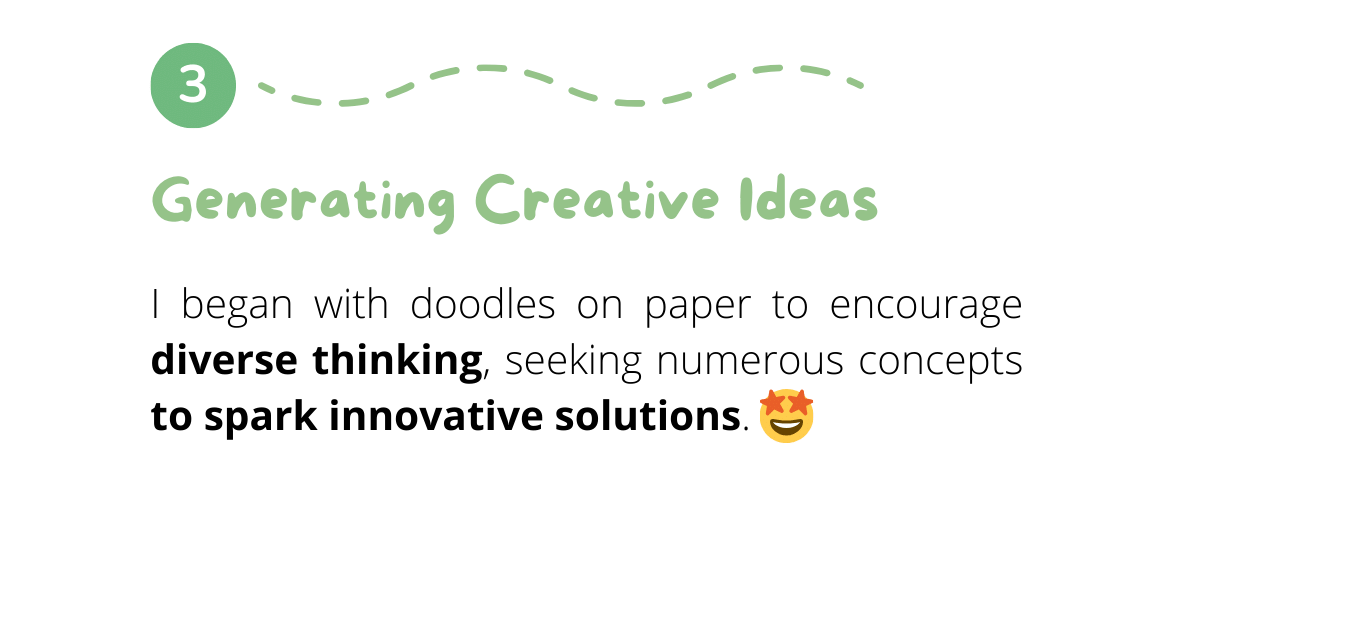 3
Generating Creative Ideas
I began with doodles on paper to encourage
diverse thinking, seeking numerous concepts
to spark innovative solutions. 🤩